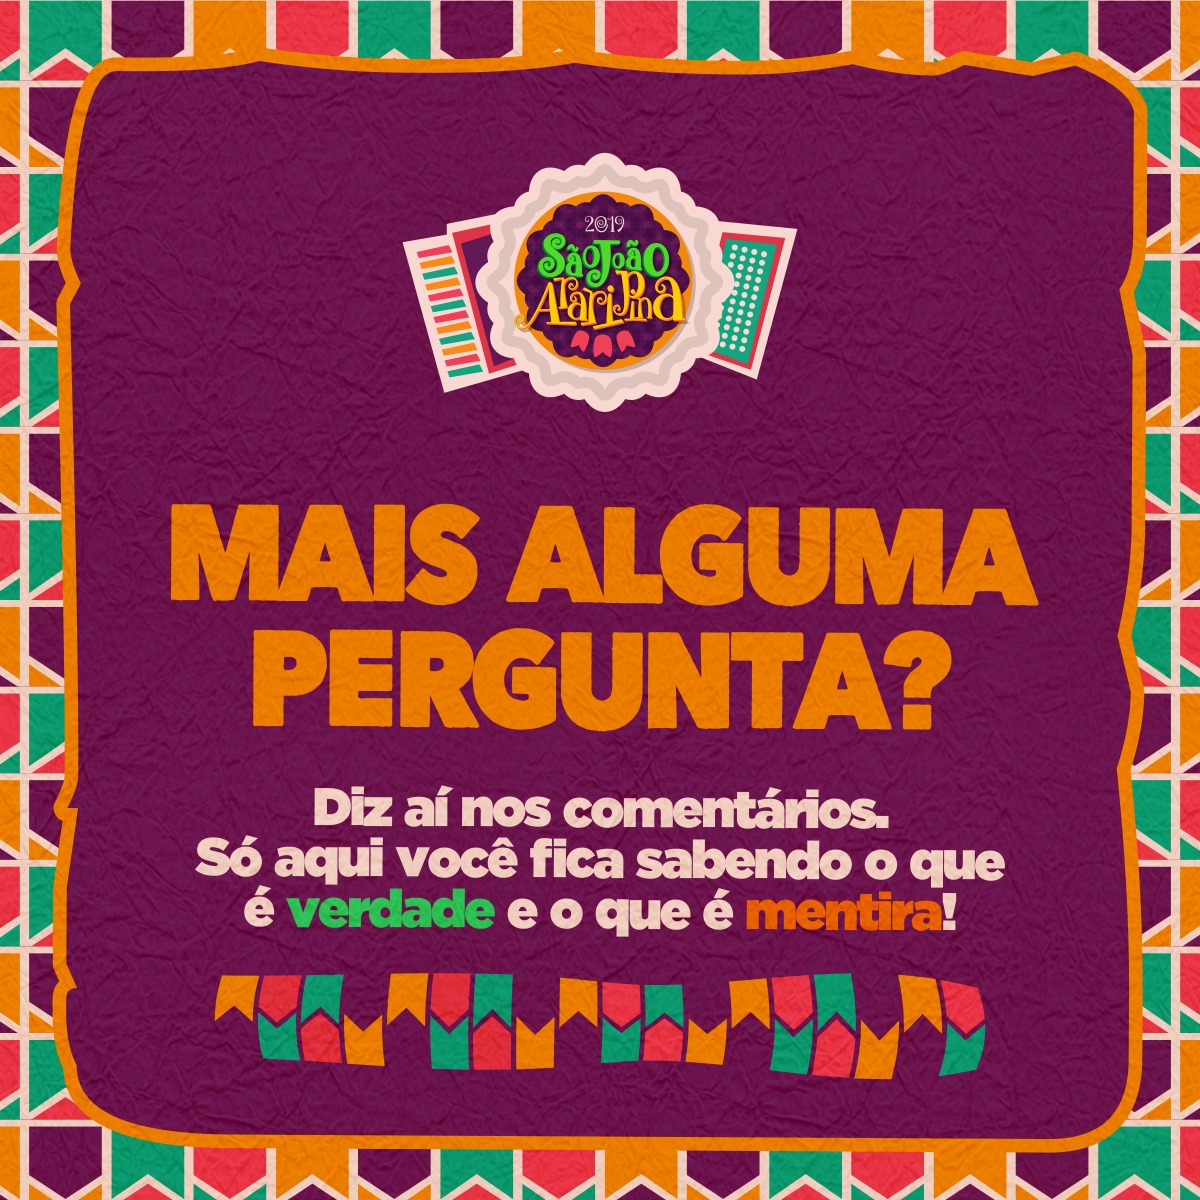 2019
São João
Araripina
MAIS ALGUMA
PERGUNTA?
Diz aí nos comentários.
Só aqui você fica sabendo o que
é verdade e o que é mentira!